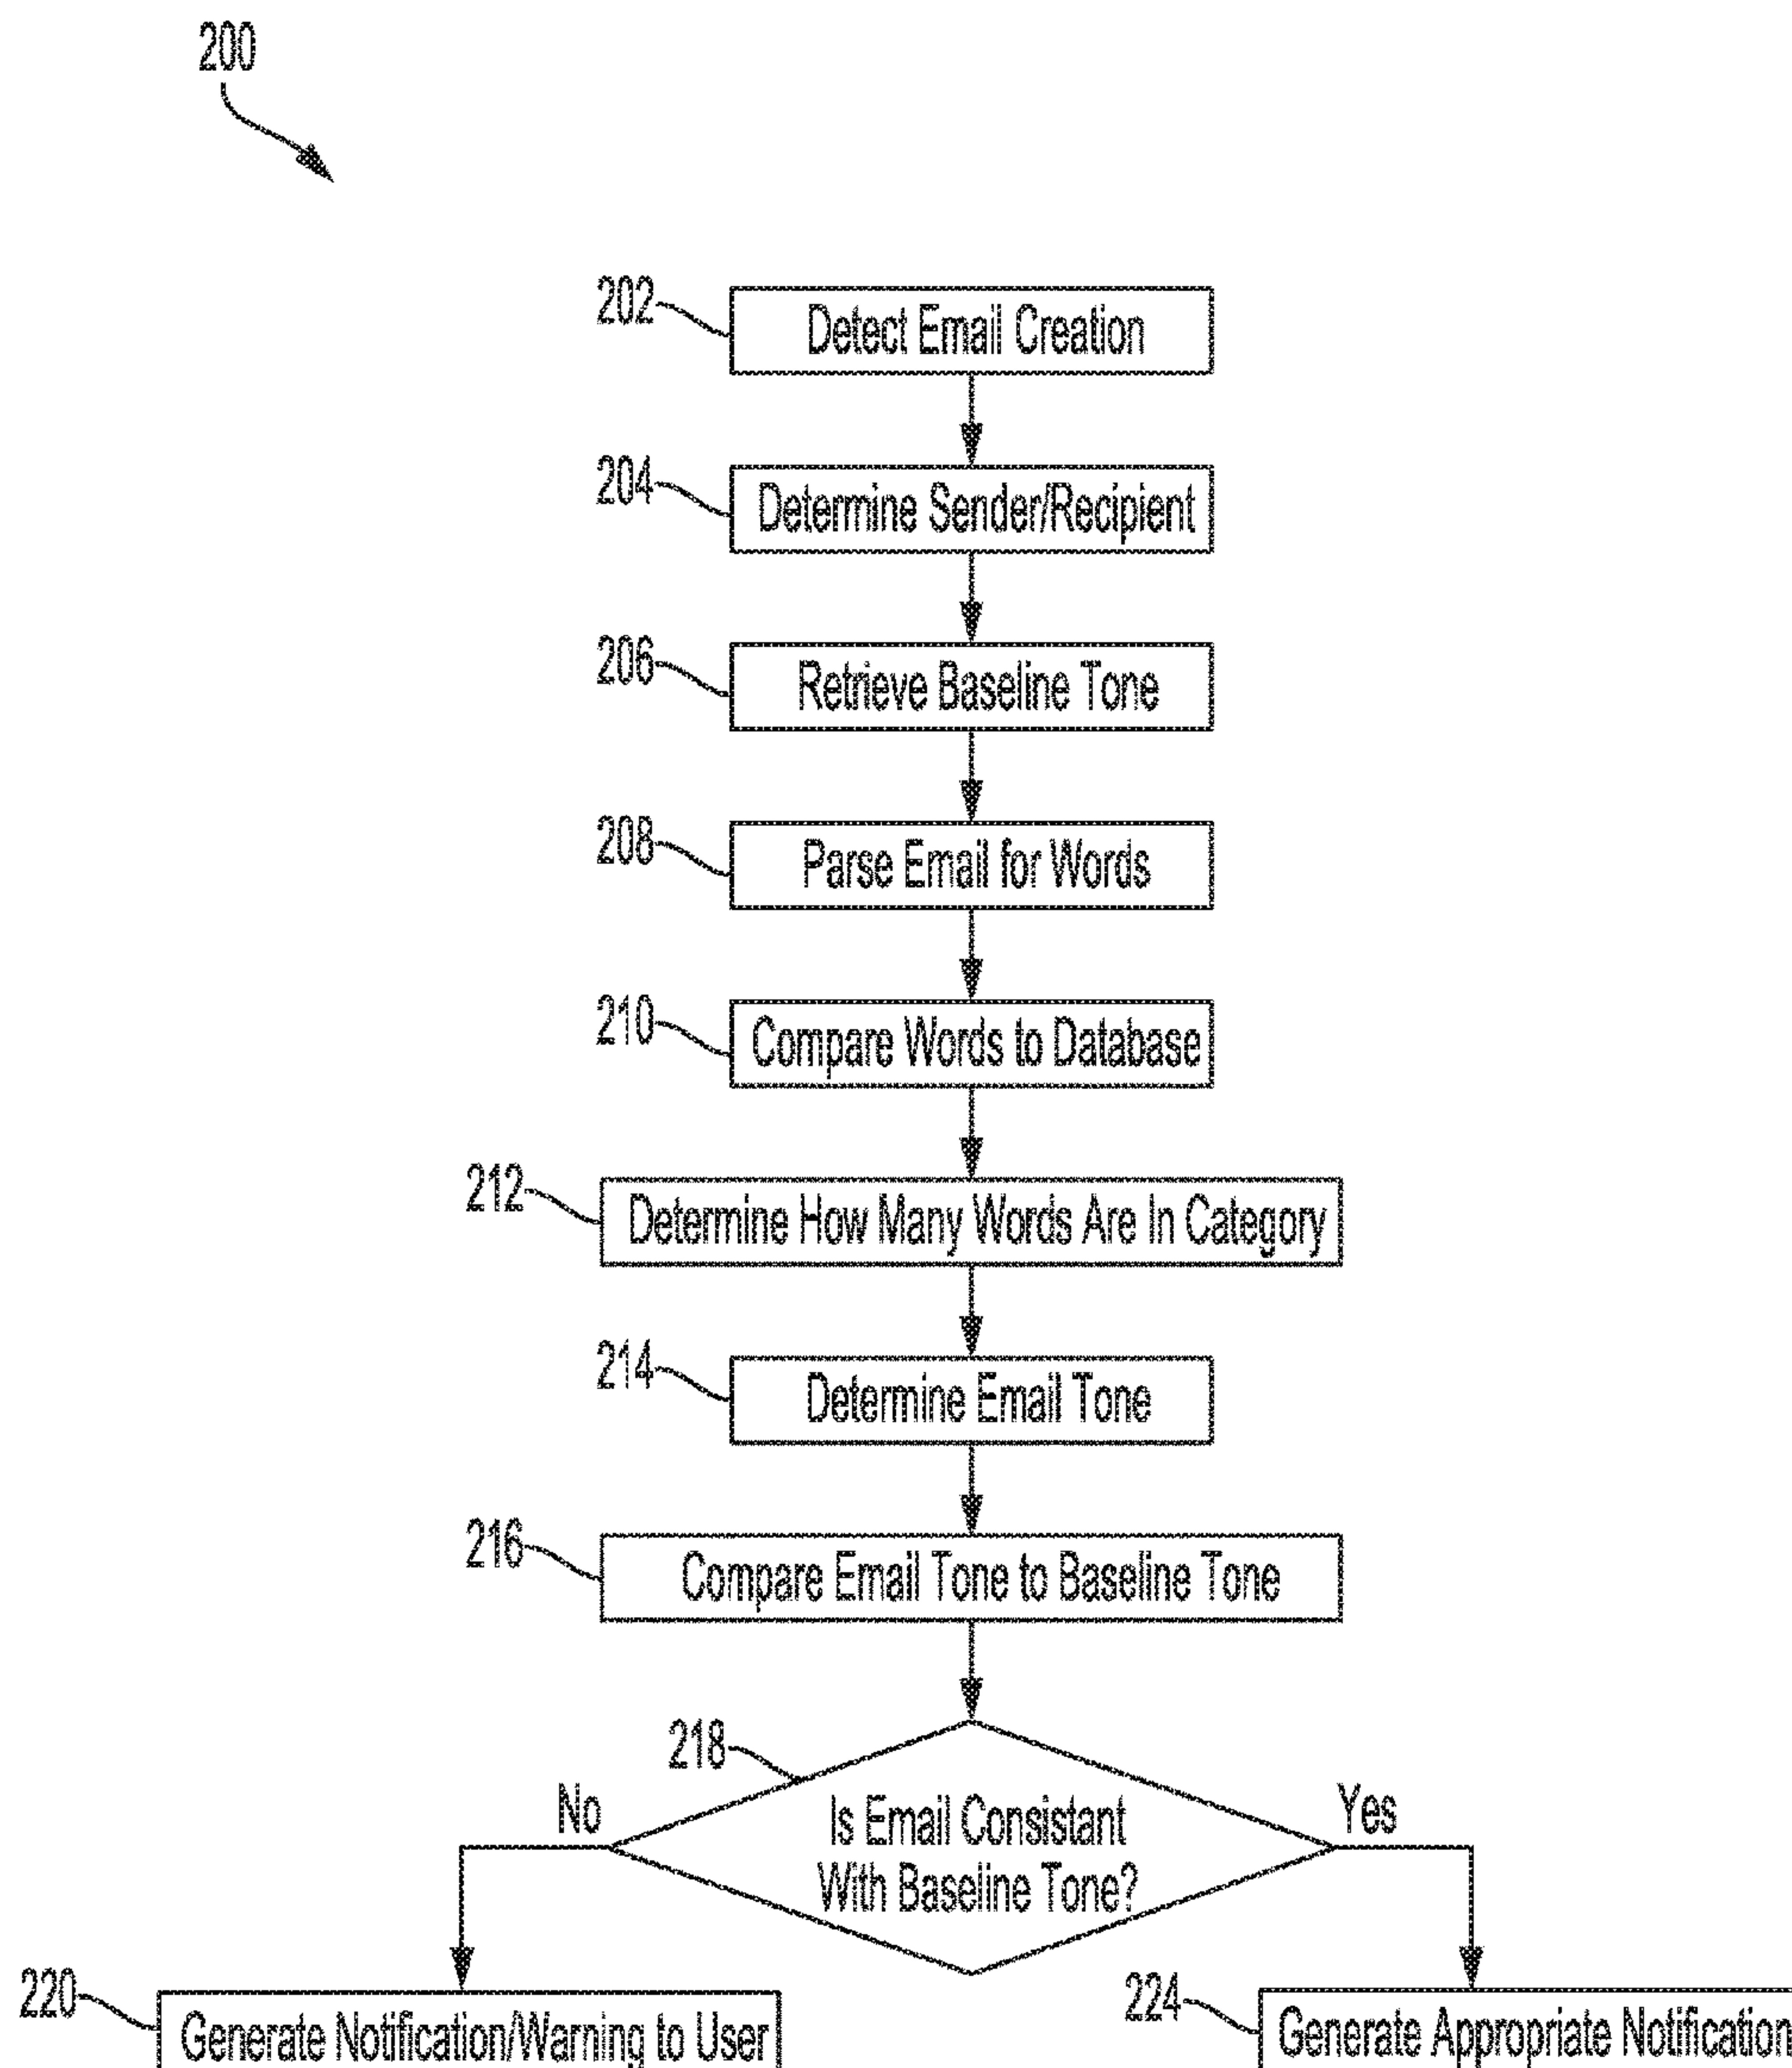 200
202
Detect Email Creation
204
Determine Sender/Recipient
206
Retrieve Baseline Tone
208
Parse Email for Words
210
Compare Words to Database
212
Determine How Many Words Are In Category
214
Determine Email Tone
216
Compare Email Tone to Baseline Tone
218
No
Is Email Consistant
With Baseline Tone?
Yes
220
Generate Notification/Warning to User
224
Generate Appropriate Notification